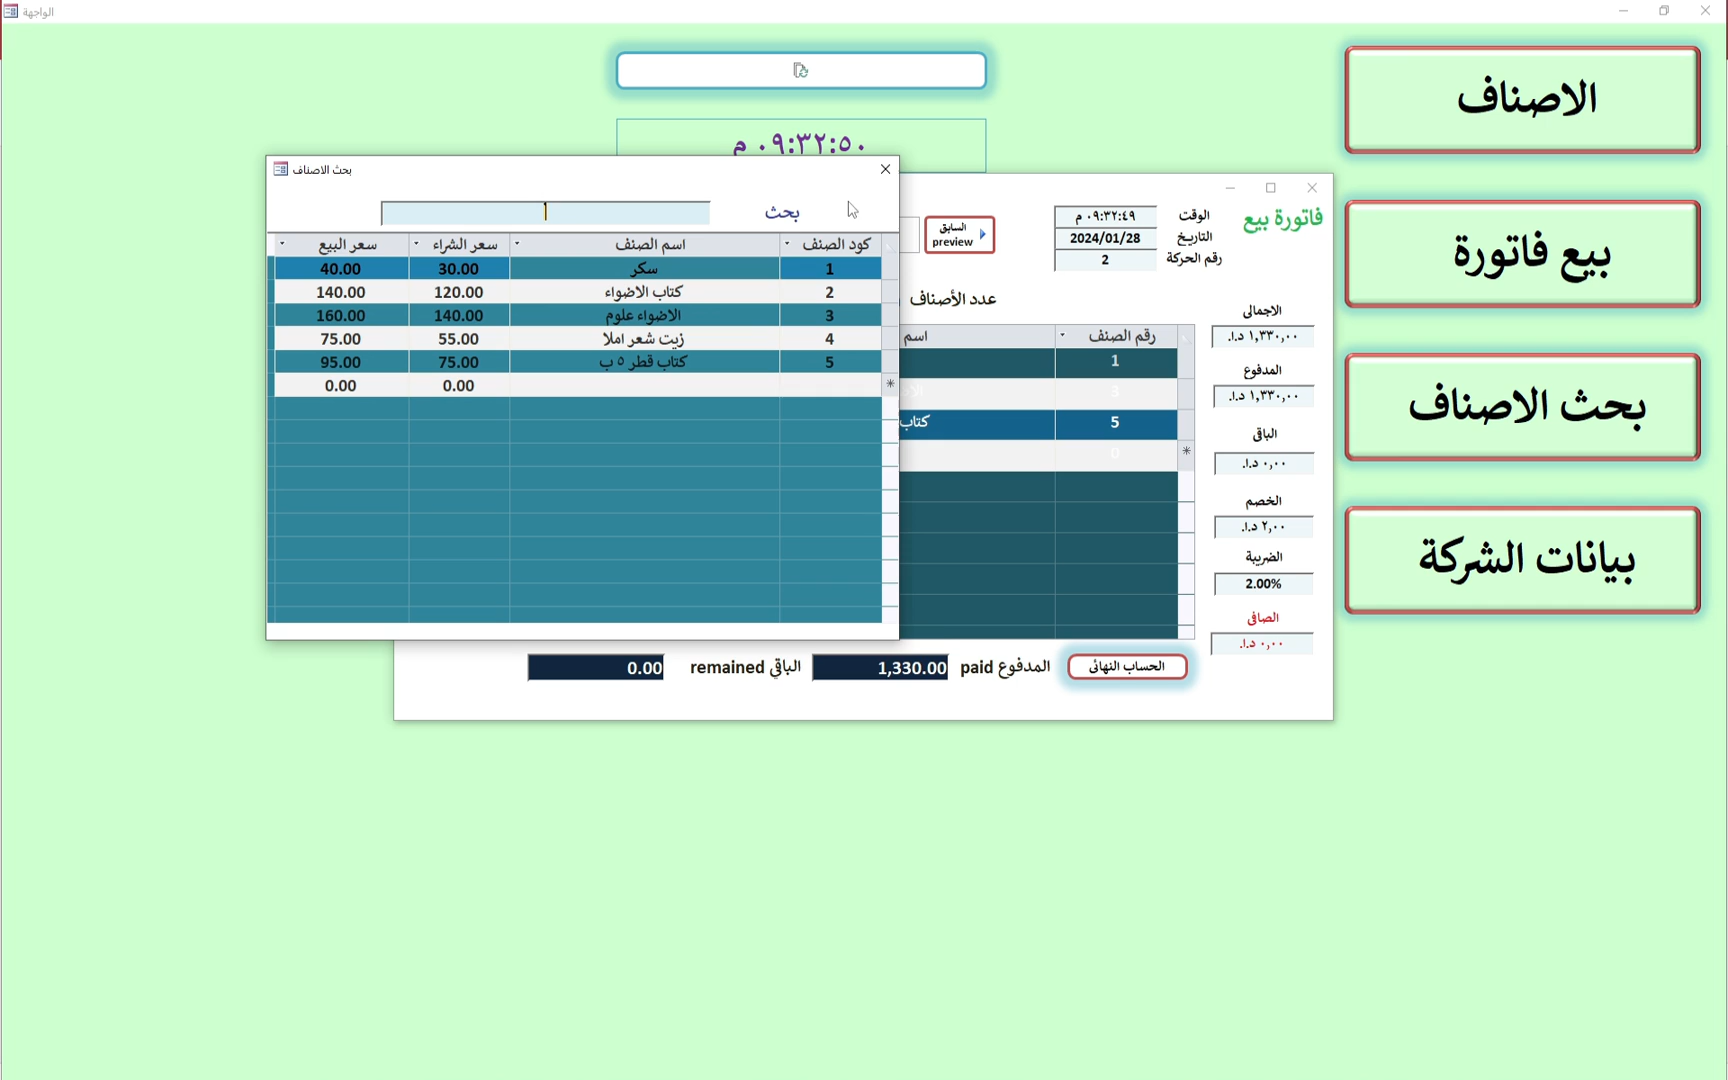 الواجهة
الاصناف
بيع فاتورة
بحث الاصناف
بيانات الشركة
٠٩:٣٢:٥٠ م
بحث الاصناف
بحث
كود الصنف اسم الصنف سعر الشراء سعر البيع
1 سكر 30.00 40.00
2 كتاب الاضواء 120.00 140.00
3 الاضواء علوم 140.00 160.00
4 زيت شعر املا 55.00 75.00
5 كتاب قطر ٥ ب 75.00 95.00
0.00 0.00
فاتورة بيع
الوقت ٠٩:٣٢:٤٩ م
التاريخ 2024/01/28
رقم الحركة 2
السابق
preview
عدد الأصناف
رقم الصنف اسم
1
3 الاد
5 كتاب
0
الاجمالى
١,٣٣٠,٠٠ د.ا.
المدفوع
١,٣٣٠,٠٠ د.ا.
الباقى
٠,٠٠ د.ا.
الخصم
٢,٠٠ د.ا.
الضريبة
2.00%
الصافى
٠,٠٠ د.ا.
الحساب النهائى
المدفوع paid 1,330.00
الباقي remained 0.00